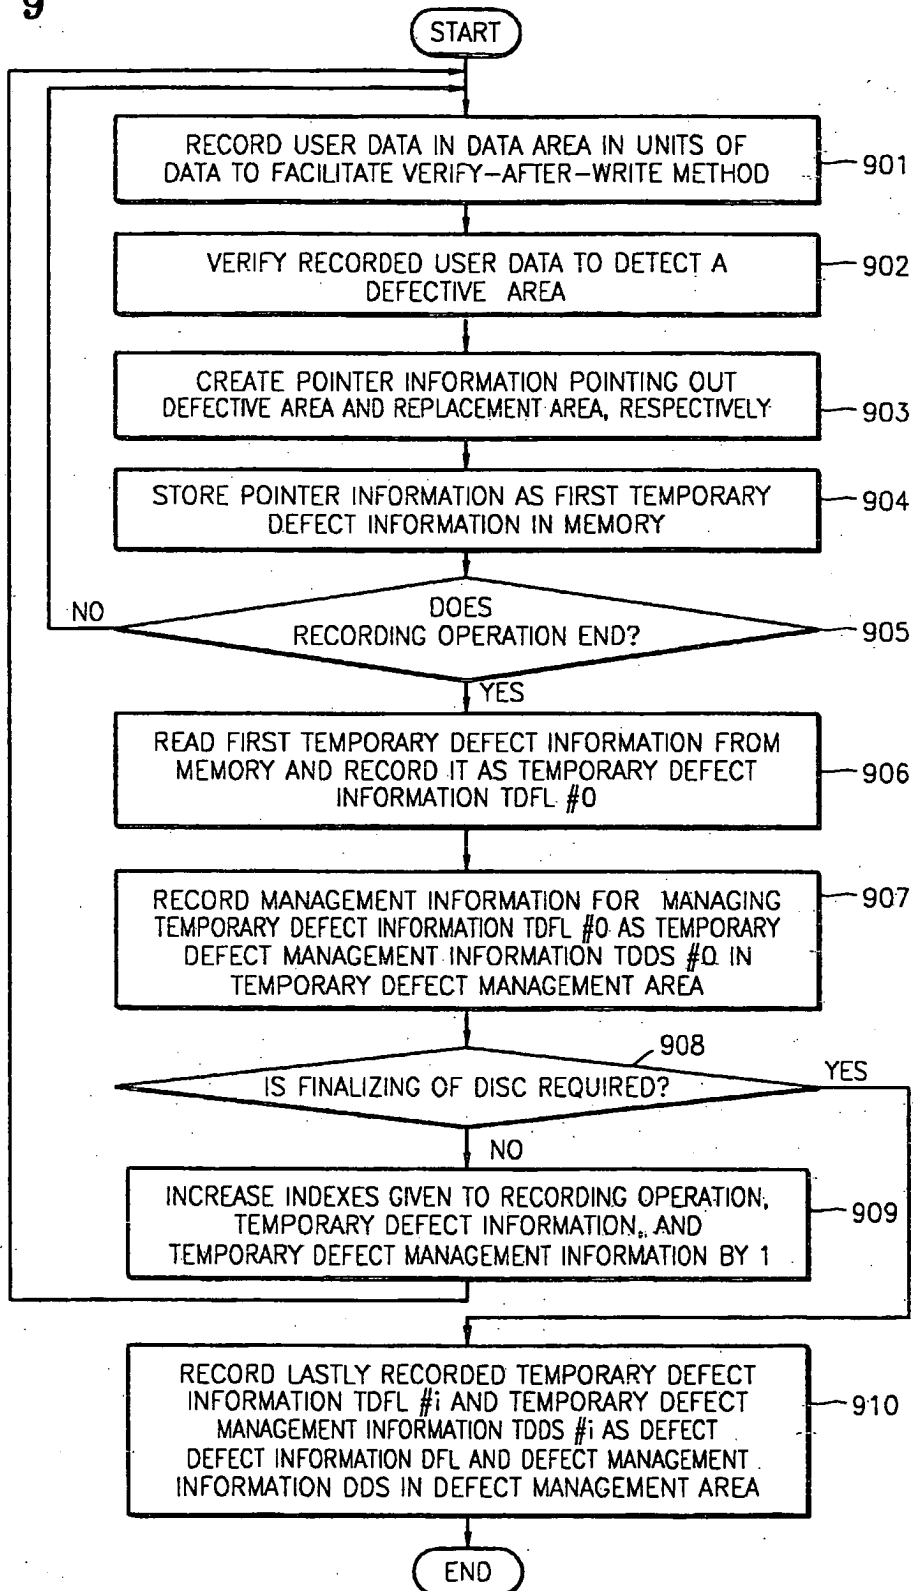 9
START
RECORD USER DATA IN DATA AREA IN UNITS OF
DATA TO FACILITATE VERIFY-AFTER-WRITE METHOD
901
VERIFY RECORDED USER DATA TO DETECT A
DEFECTIVE AREA
902
CREATE POINTER INFORMATION POINTING OUT
DEFECTIVE AREA AND REPLACEMENT AREA, RESPECTIVELY
903
STORE POINTER INFORMATION AS FIRST TEMPORARY
DEFECT INFORMATION IN MEMORY
904
NO
DOES
RECORDING OPERATION END?
905
YES
READ FIRST TEMPORARY DEFECT INFORMATION FROM
MEMORY AND RECORD IT AS TEMPORARY DEFECT
INFORMATION TDFL #0
906
RECORD MANAGEMENT INFORMATION FOR MANAGING
TEMPORARY DEFECT INFORMATION TDFL #0 AS TEMPORARY
DEFECT MANAGEMENT INFORMATION TDDS #0 IN
TEMPORARY DEFECT MANAGEMENT AREA
907
908
IS FINALIZING OF DISC REQUIRED?
YES
NO
INCREASE INDEXES GIVEN TO RECORDING OPERATION,
TEMPORARY DEFECT INFORMATION, AND
TEMPORARY DEFECT MANAGEMENT INFORMATION BY 1
909
RECORD LASTLY RECORDED TEMPORARY DEFECT
INFORMATION TDFL #i AND TEMPORARY DEFECT
MANAGEMENT INFORMATION TDDS #i AS DEFECT
DEFECT INFORMATION DFL AND DEFECT MANAGEMENT
INFORMATION DDS IN DEFECT MANAGEMENT AREA
910
END